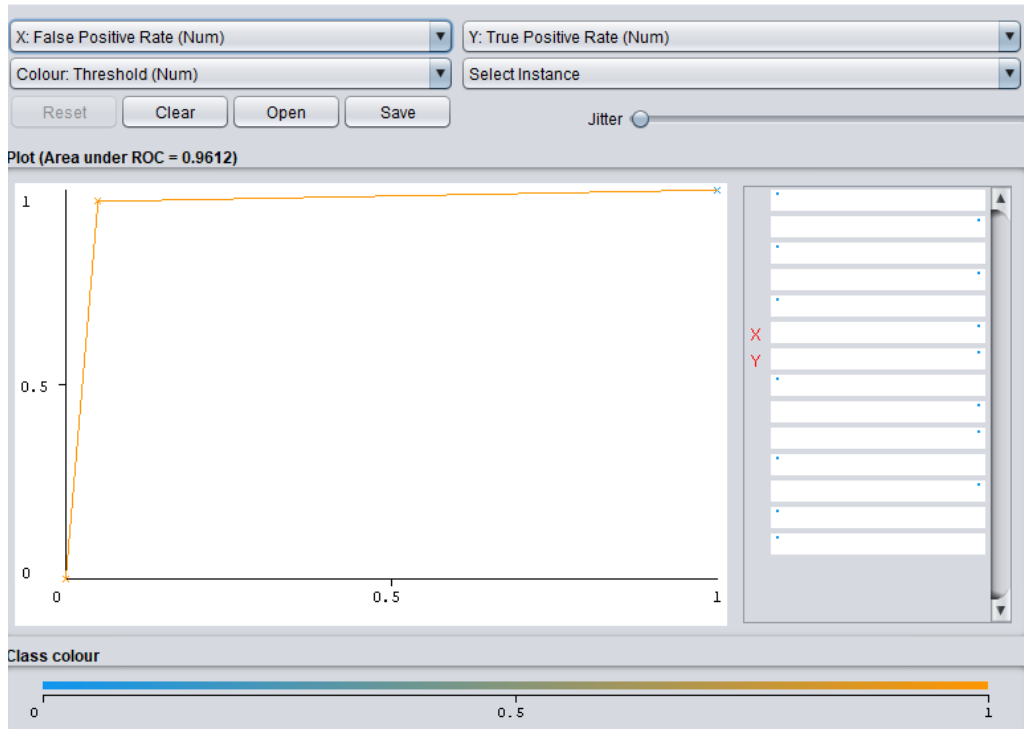 X: False Positive Rate (Num)
Y: True Positive Rate (Num)
Colour: Threshold (Num)
Select Instance
Reset
Clear
Open
Save
Jitter
Plot (Area under ROC = 0.9612)
1
0.5
0
0
0.5
1
X
Y
Class colour
0
0.5
1